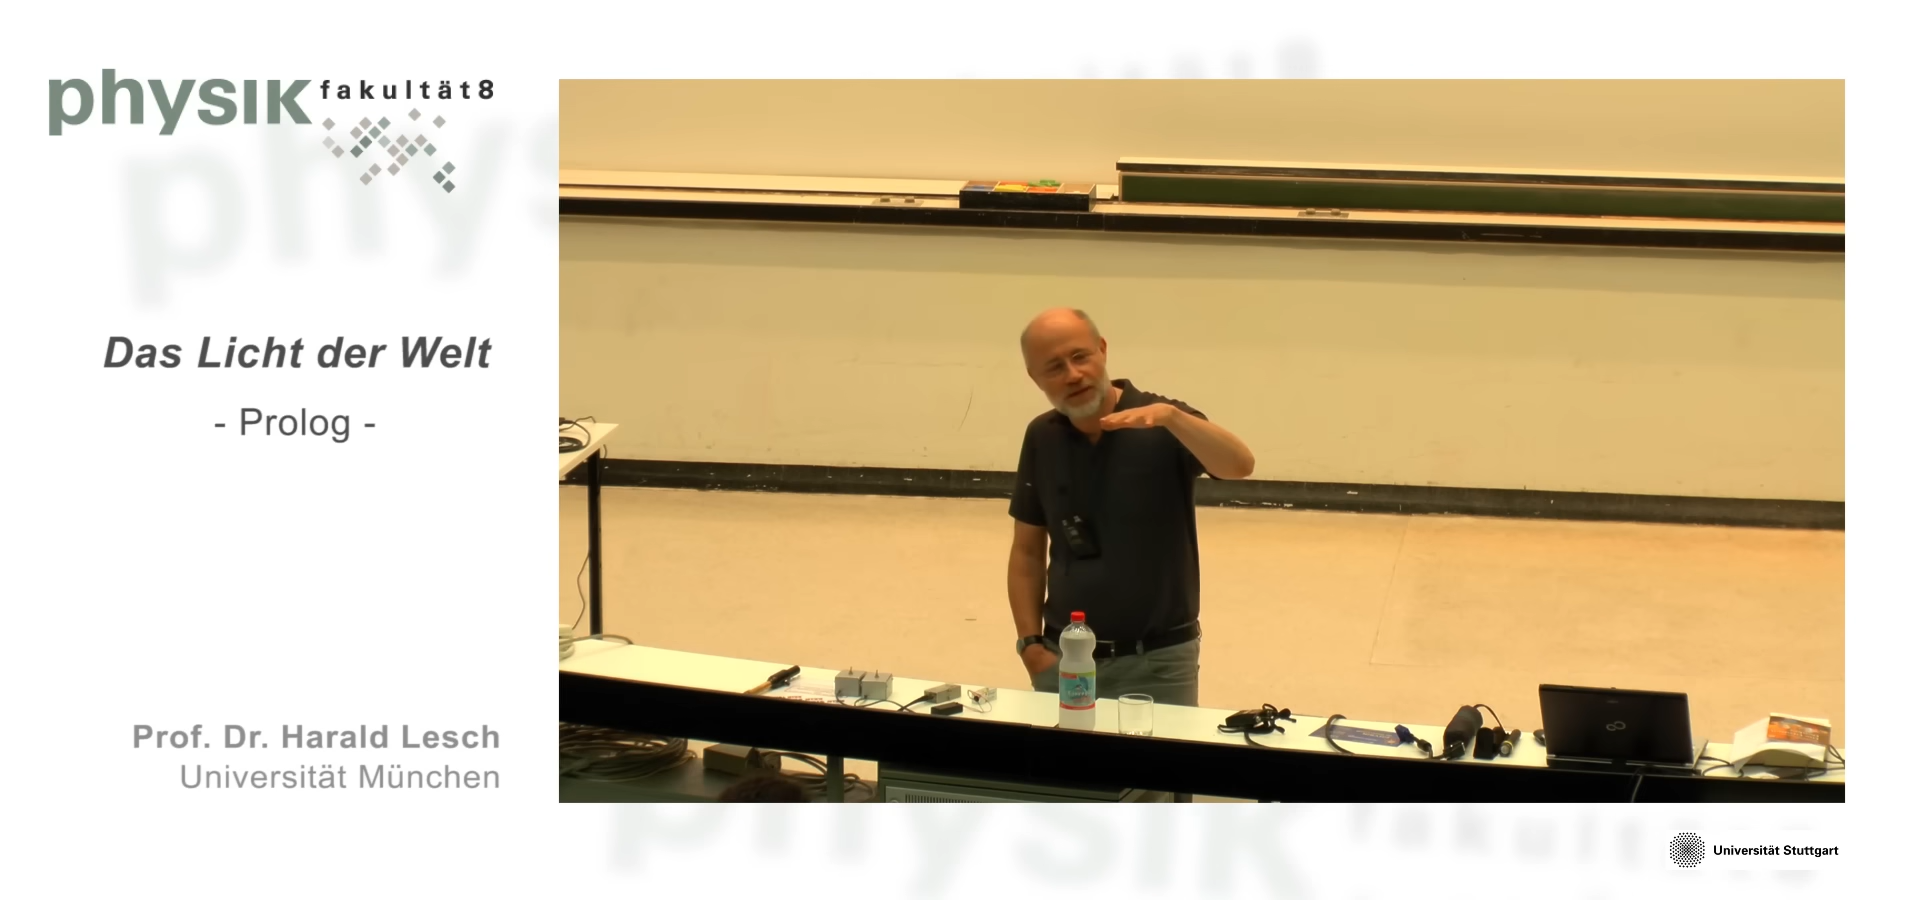 physik fakultät8
Das Licht der Welt
- Prolog -
Prof. Dr. Harald Lesch
Universität München
Universität Stuttgart